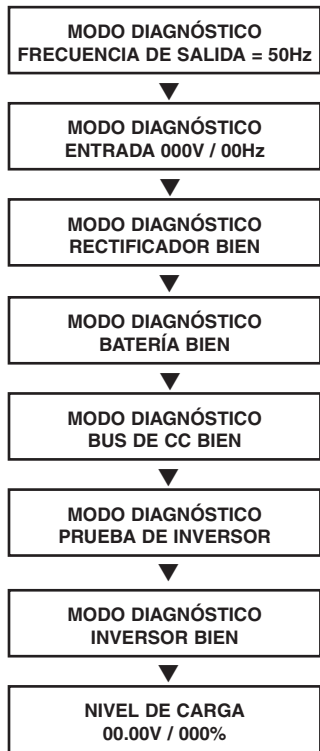 MODO DIAGNÓSTICO
FRECUENCIA DE SALIDA = 50Hz
MODO DIAGNÓSTICO
ENTRADA 000V / 00Hz
MODO DIAGNÓSTICO
RECTIFICADOR BIEN
MODO DIAGNÓSTICO
BATERÍA BIEN
MODO DIAGNÓSTICO
BUS DE CC BIEN
MODO DIAGNÓSTICO
PRUEBA DE INVERSOR
MODO DIAGNÓSTICO
INVERSOR BIEN
NIVEL DE CARGA
00.00V / 000%